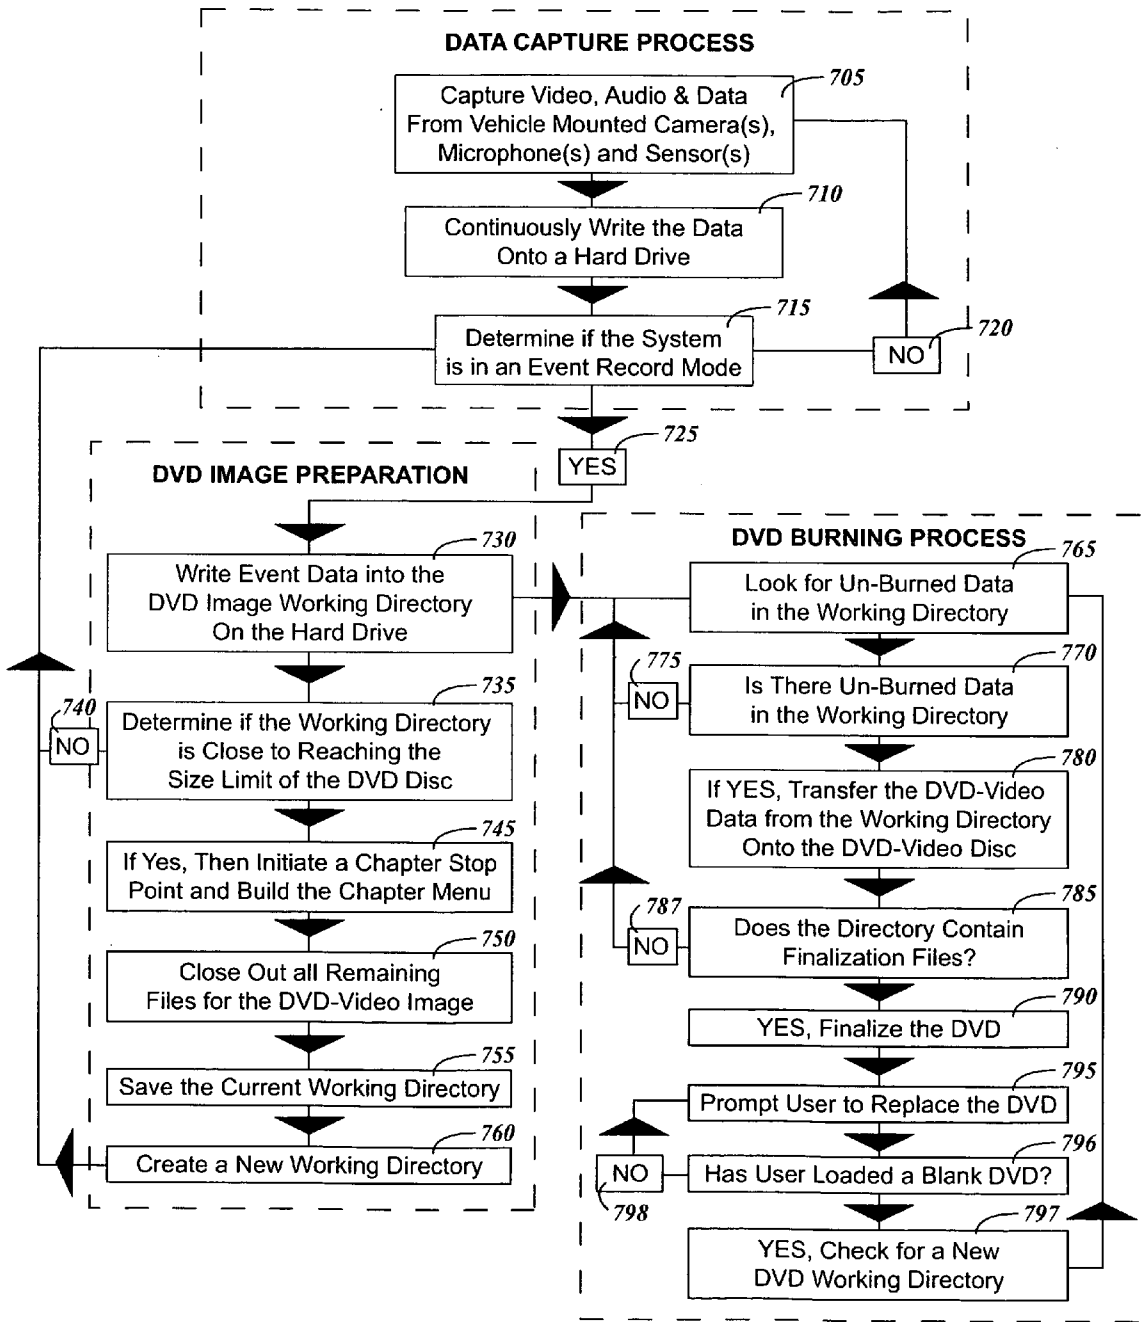 DATA CAPTURE PROCESS
705
Capture Video, Audio & Data
From Vehicle Mounted Camera(s),
Microphone(s) and Sensor(s)
710
Continuously Write the Data
Onto a Hard Drive
715
Determine if the System
is in an Event Record Mode
720
NO
725
YES
DVD IMAGE PREPARATION
730
Write Event Data into the
DVD Image Working Directory
On the Hard Drive
735
Determine if the Working Directory
is Close to Reaching the
Size Limit of the DVD Disc
740
NO
745
If Yes, Then Initiate a Chapter Stop
Point and Build the Chapter Menu
750
Close Out all Remaining
Files for the DVD-Video Image
755
Save the Current Working Directory
760
Create a New Working Directory
DVD BURNING PROCESS
765
Look for Un-Burned Data
in the Working Directory
770
Is There Un-Burned Data
in the Working Directory
775
NO
780
If YES, Transfer the DVD-Video
Data from the Working Directory
Onto the DVD-Video Disc
785
Does the Directory Contain
Finalization Files?
787
NO
790
YES, Finalize the DVD
795
Prompt User to Replace the DVD
796
Has User Loaded a Blank DVD?
NO
798
797
YES, Check for a New
DVD Working Directory